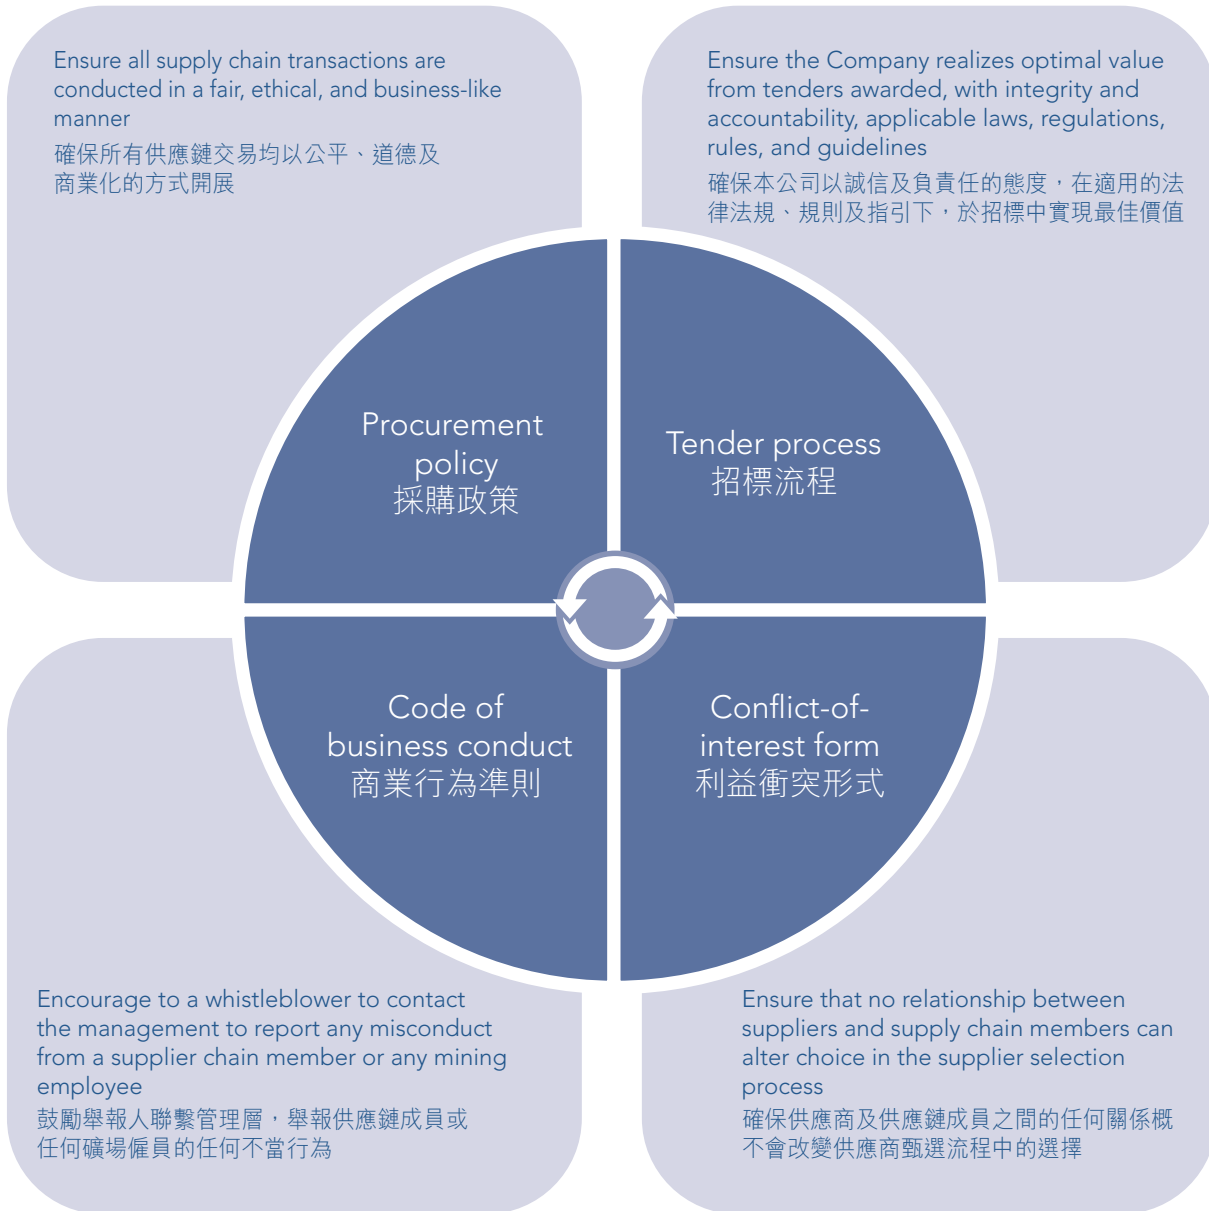 Ensure all supply chain transactions are
conducted in a fair, ethical, and business-like
manner
確保所有供應鏈交易均以公平、道德及
商業化的方式開展
Ensure the Company realizes optimal value
from tenders awarded, with integrity and
accountability, applicable laws, regulations,
rules, and guidelines
確保本公司以誠信及負責任的態度，在適用的法
律法規、規則及指引下，於招標中實現最佳價值
Procurement
policy
採購政策
Tender process
招標流程
Code of
business conduct
商業行為準則
Conflict-of-
interest form
利益衝突形式
Encourage to a whistleblower to contact
the management to report any misconduct
from a supplier chain member or any mining
employee
鼓勵舉報人聯繫管理層，舉報供應鏈成員或
任何礦場僱員的任何不當行為
Ensure that no relationship between
suppliers and supply chain members can
alter choice in the supplier selection
process
確保供應商及供應鏈成員之間的任何關係概
不會改變供應商甄選流程中的選擇